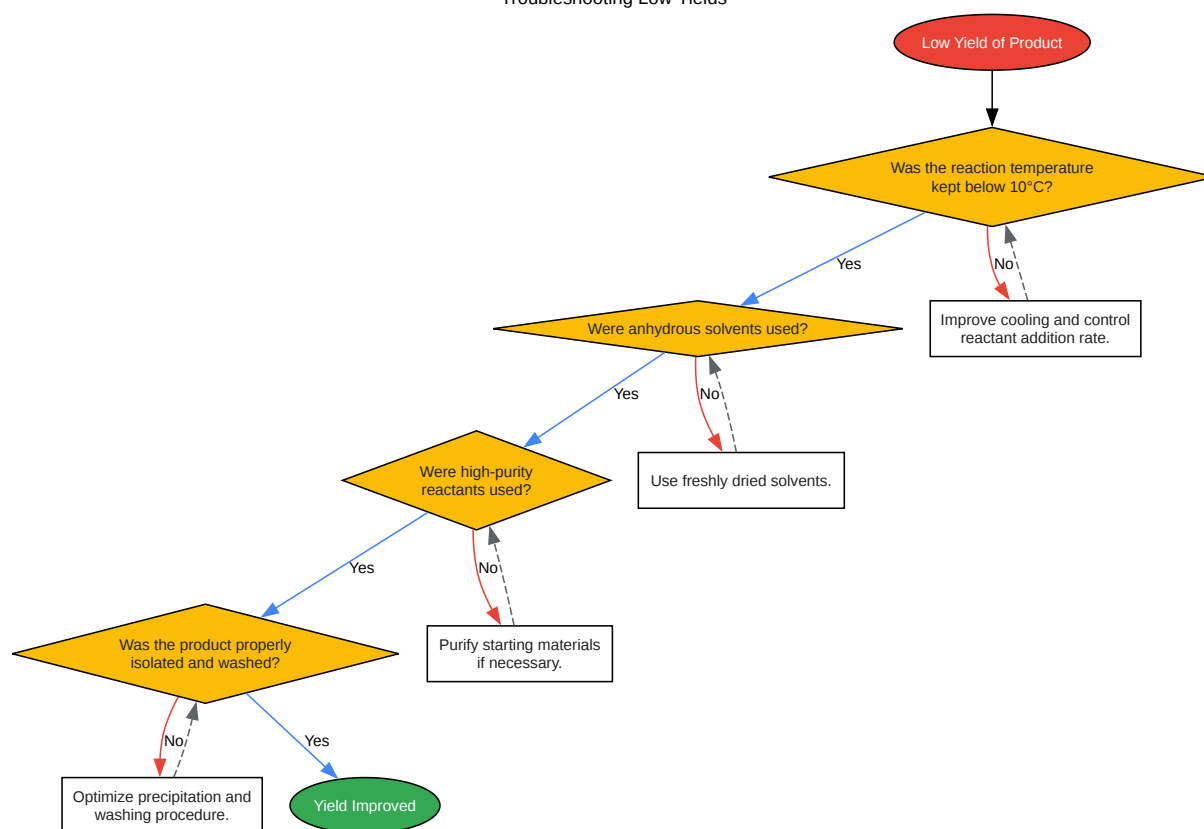 Troubleshooting Low Yields
Low Yield of Product
Was the reaction temperature
kept below 10°C?
Yes
No
Improve cooling and control
reactant addition rate.
Were anhydrous solvents used?
Yes
No
Use freshly dried solvents.
Were high-purity
reactants used?
Yes
No
Purify starting materials
if necessary.
Was the product properly
isolated and washed?
No
Yes
Optimize precipitation and
washing procedure.
Yield Improved